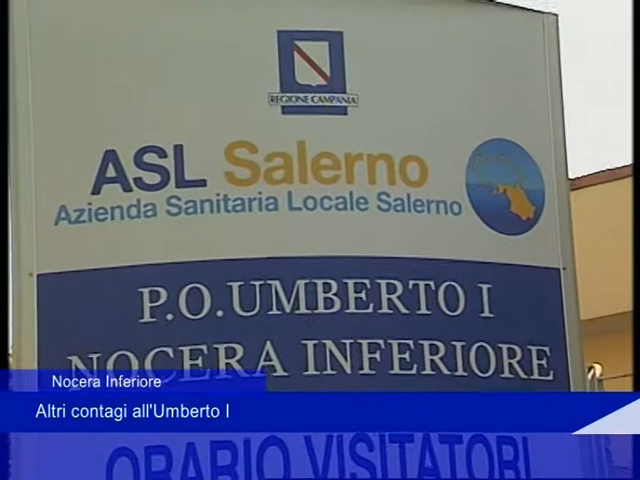 REGIONE CAMPANIA
ASL Salerno
Azienda Sanitaria Locale Salerno
P.O. UMBERTO I
NOCERA INFERIORE
Nocera Inferiore
Altri contagi all'Umberto I
ORARIO VISITATORI